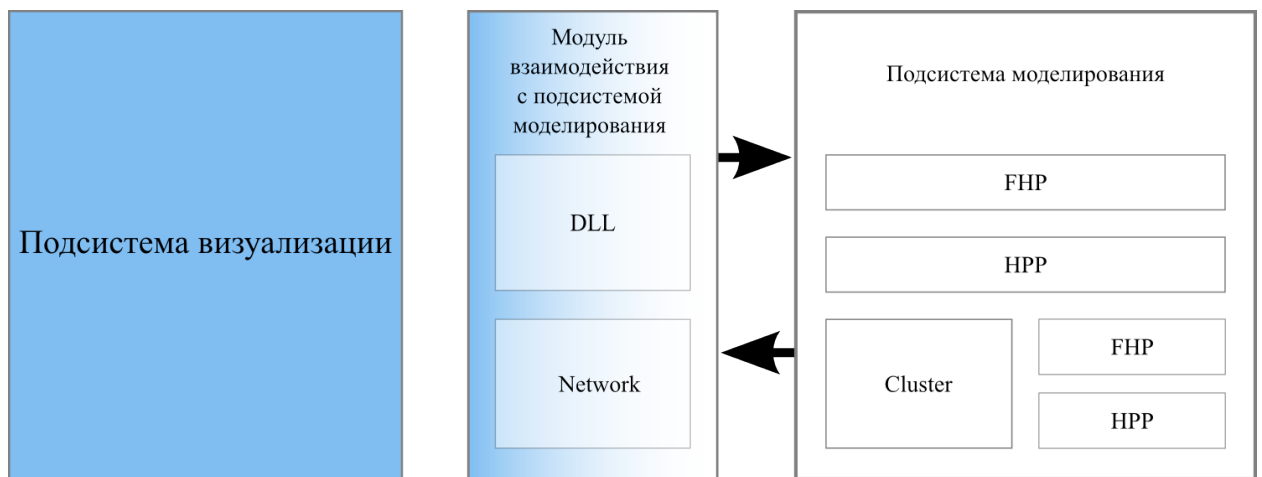 Подсистема визуализации
Модуль
взаимодействия
с подсистемой
моделирования
DLL
Network
Подсистема моделирования
FHP
HPP
Cluster
FHP
HPP